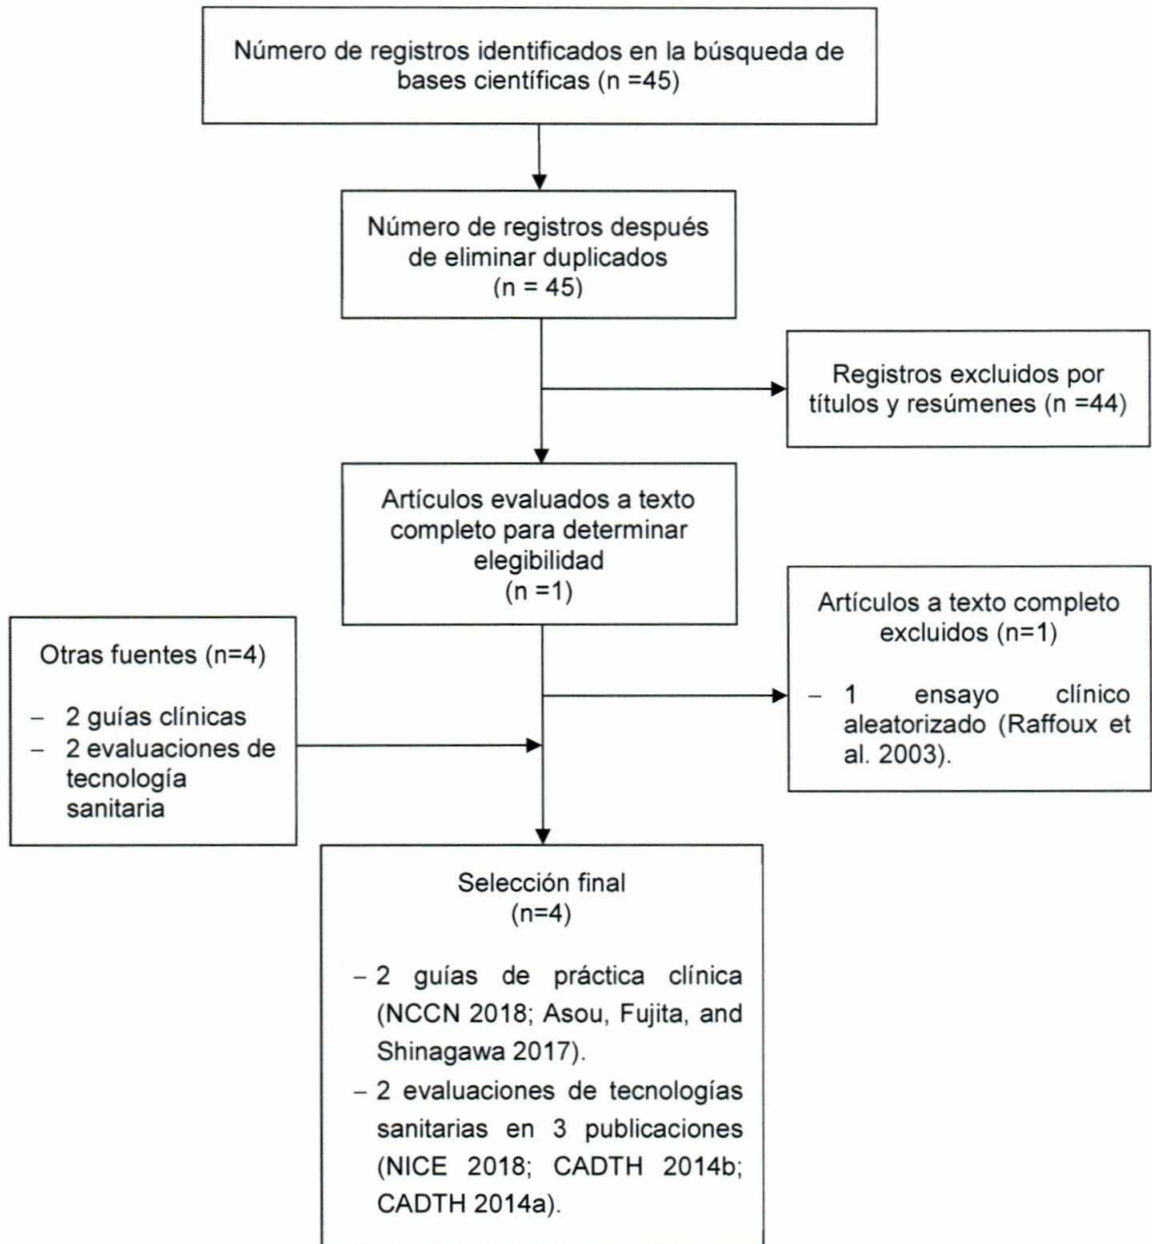 Número de registros identificados en la búsqueda de
bases científicas (n =45)
Número de registros después
de eliminar duplicados
(n = 45)
Registros excluidos por
títulos y resúmenes (n =44)
Artículos evaluados a texto
completo para determinar
elegibilidad
(n =1)
Artículos a texto completo
excluidos (n=1)
– 1 ensayo clínico
aleatorizado (Raffoux et
al. 2003).
Otras fuentes (n=4)
– 2 guías clínicas
– 2 evaluaciones de
tecnología
sanitaria
Selección final
(n=4)
– 2 guías de práctica clínica
(NCCN 2018; Asou, Fujita, and
Shinagawa 2017).
– 2 evaluaciones de tecnologías
sanitarias en 3 publicaciones
(NICE 2018; CADTH 2014b;
CADTH 2014a).